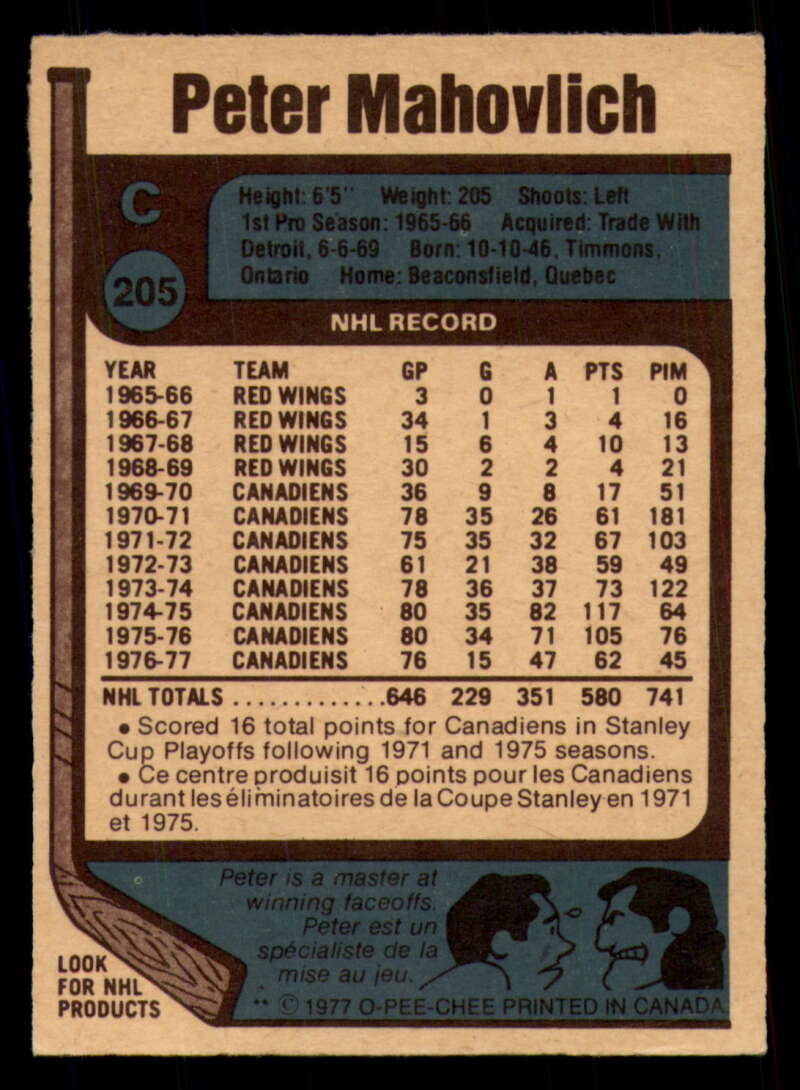 Peter Mahovlich
C
Height: 6'5" Weight: 205 Shoots: Left
1st Pro Season: 1965-66 Acquired: Trade With
Detroit, 6-6-69 Born: 10-10-46, Timmons,
Ontario Home: Beaconsfield, Quebec
205
NHL RECORD
YEAR TEAM GP G A PTS PIM
1965-66 RED WINGS 3 0 1 1 0
1966-67 RED WINGS 34 1 3 4 16
1967-68 RED WINGS 15 6 4 10 13
1968-69 RED WINGS 30 2 2 4 21
1969-70 CANADIENS 36 9 8 17 51
1970-71 CANADIENS 78 35 26 61 181
1971-72 CANADIENS 75 35 32 67 103
1972-73 CANADIENS 61 21 38 59 49
1973-74 CANADIENS 78 36 37 73 122
1974-75 CANADIENS 80 35 82 117 64
1975-76 CANADIENS 80 34 71 105 76
1976-77 CANADIENS 76 15 47 62 45
NHL TOTALS .............646 229 351 580 741
• Scored 16 total points for Canadiens in Stanley
Cup Playoffs following 1971 and 1975 seasons.
• Ce centre produisit 16 points pour les Canadiens
durant les éliminatoires de la Coupe Stanley en 1971
et 1975.
Peter is a master at
winning faceoffs.
Peter est un
spécialiste de la
mise au jeu.
LOOK
FOR NHL
PRODUCTS
** © 1977 O-PEE-CHEE PRINTED IN CANADA